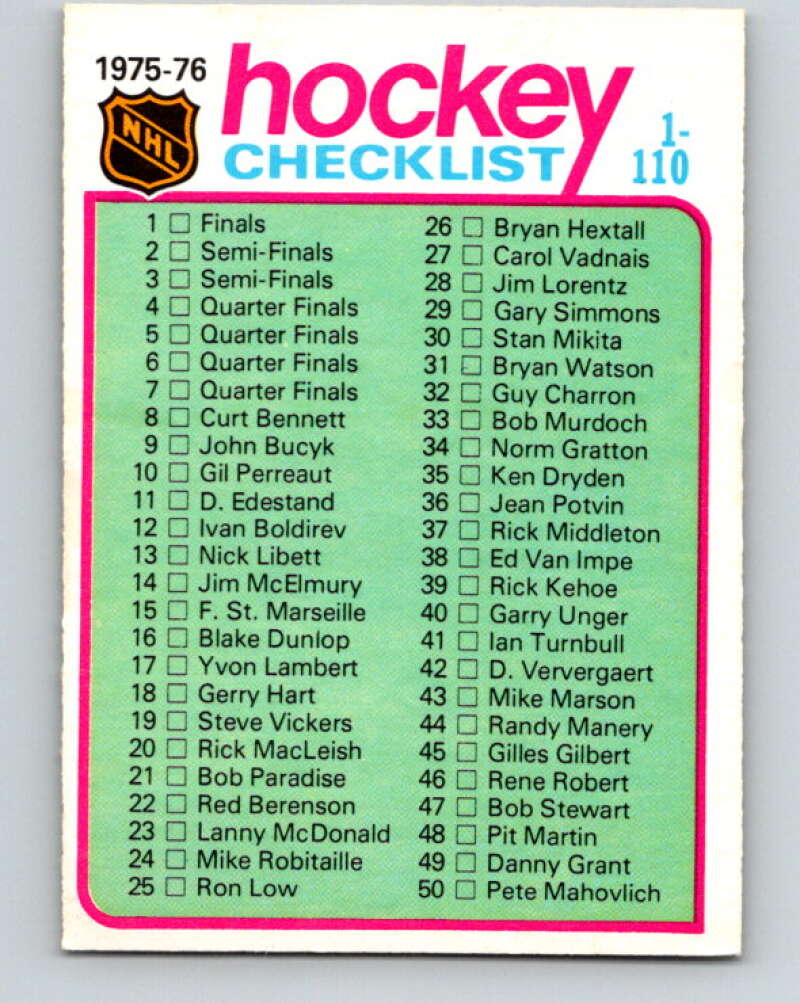 1975-76
NHL
hockey
CHECKLIST
1-
110
1 Finals
2 Semi-Finals
3 Semi-Finals
4 Quarter Finals
5 Quarter Finals
6 Quarter Finals
7 Quarter Finals
8 Curt Bennett
9 John Bucyk
10 Gil Perreaut
11 D. Edestand
12 Ivan Boldirev
13 Nick Libett
14 Jim McElmury
15 F. St. Marseille
16 Blake Dunlop
17 Yvon Lambert
18 Gerry Hart
19 Steve Vickers
20 Rick MacLeish
21 Bob Paradise
22 Red Berenson
23 Lanny McDonald
24 Mike Robitaille
25 Ron Low
26 Bryan Hextall
27 Carol Vadnais
28 Jim Lorentz
29 Gary Simmons
30 Stan Mikita
31 Bryan Watson
32 Guy Charron
33 Bob Murdoch
34 Norm Gratton
35 Ken Dryden
36 Jean Potvin
37 Rick Middleton
38 Ed Van Impe
39 Rick Kehoe
40 Garry Unger
41 Ian Turnbull
42 D. Ververgaert
43 Mike Marson
44 Randy Manery
45 Gilles Gilbert
46 Rene Robert
47 Bob Stewart
48 Pit Martin
49 Danny Grant
50 Pete Mahovlich